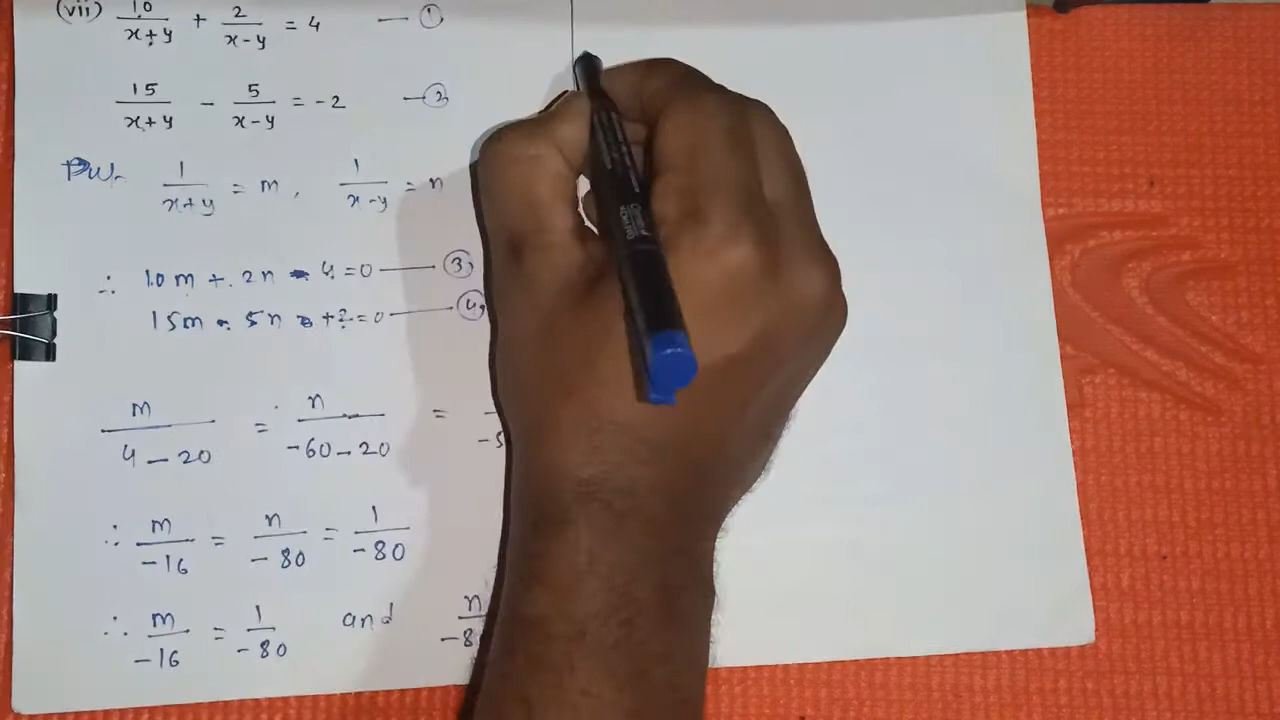 (vii) 10/(x+y) + 2/(x-y) = 4 — ①
15/(x+y) - 5/(x-y) = -2 — ②
Put 1/(x+y) = m, 1/(x-y) = n
∴ 10m + 2n - 4 = 0 — ③
15m - 5n + 2 = 0 — ④
m/(4-20) = n/(-60-20) =
∴ m/-16 = n/-80 = 1/-80
∴ m/-16 = 1/-80 and n/-8